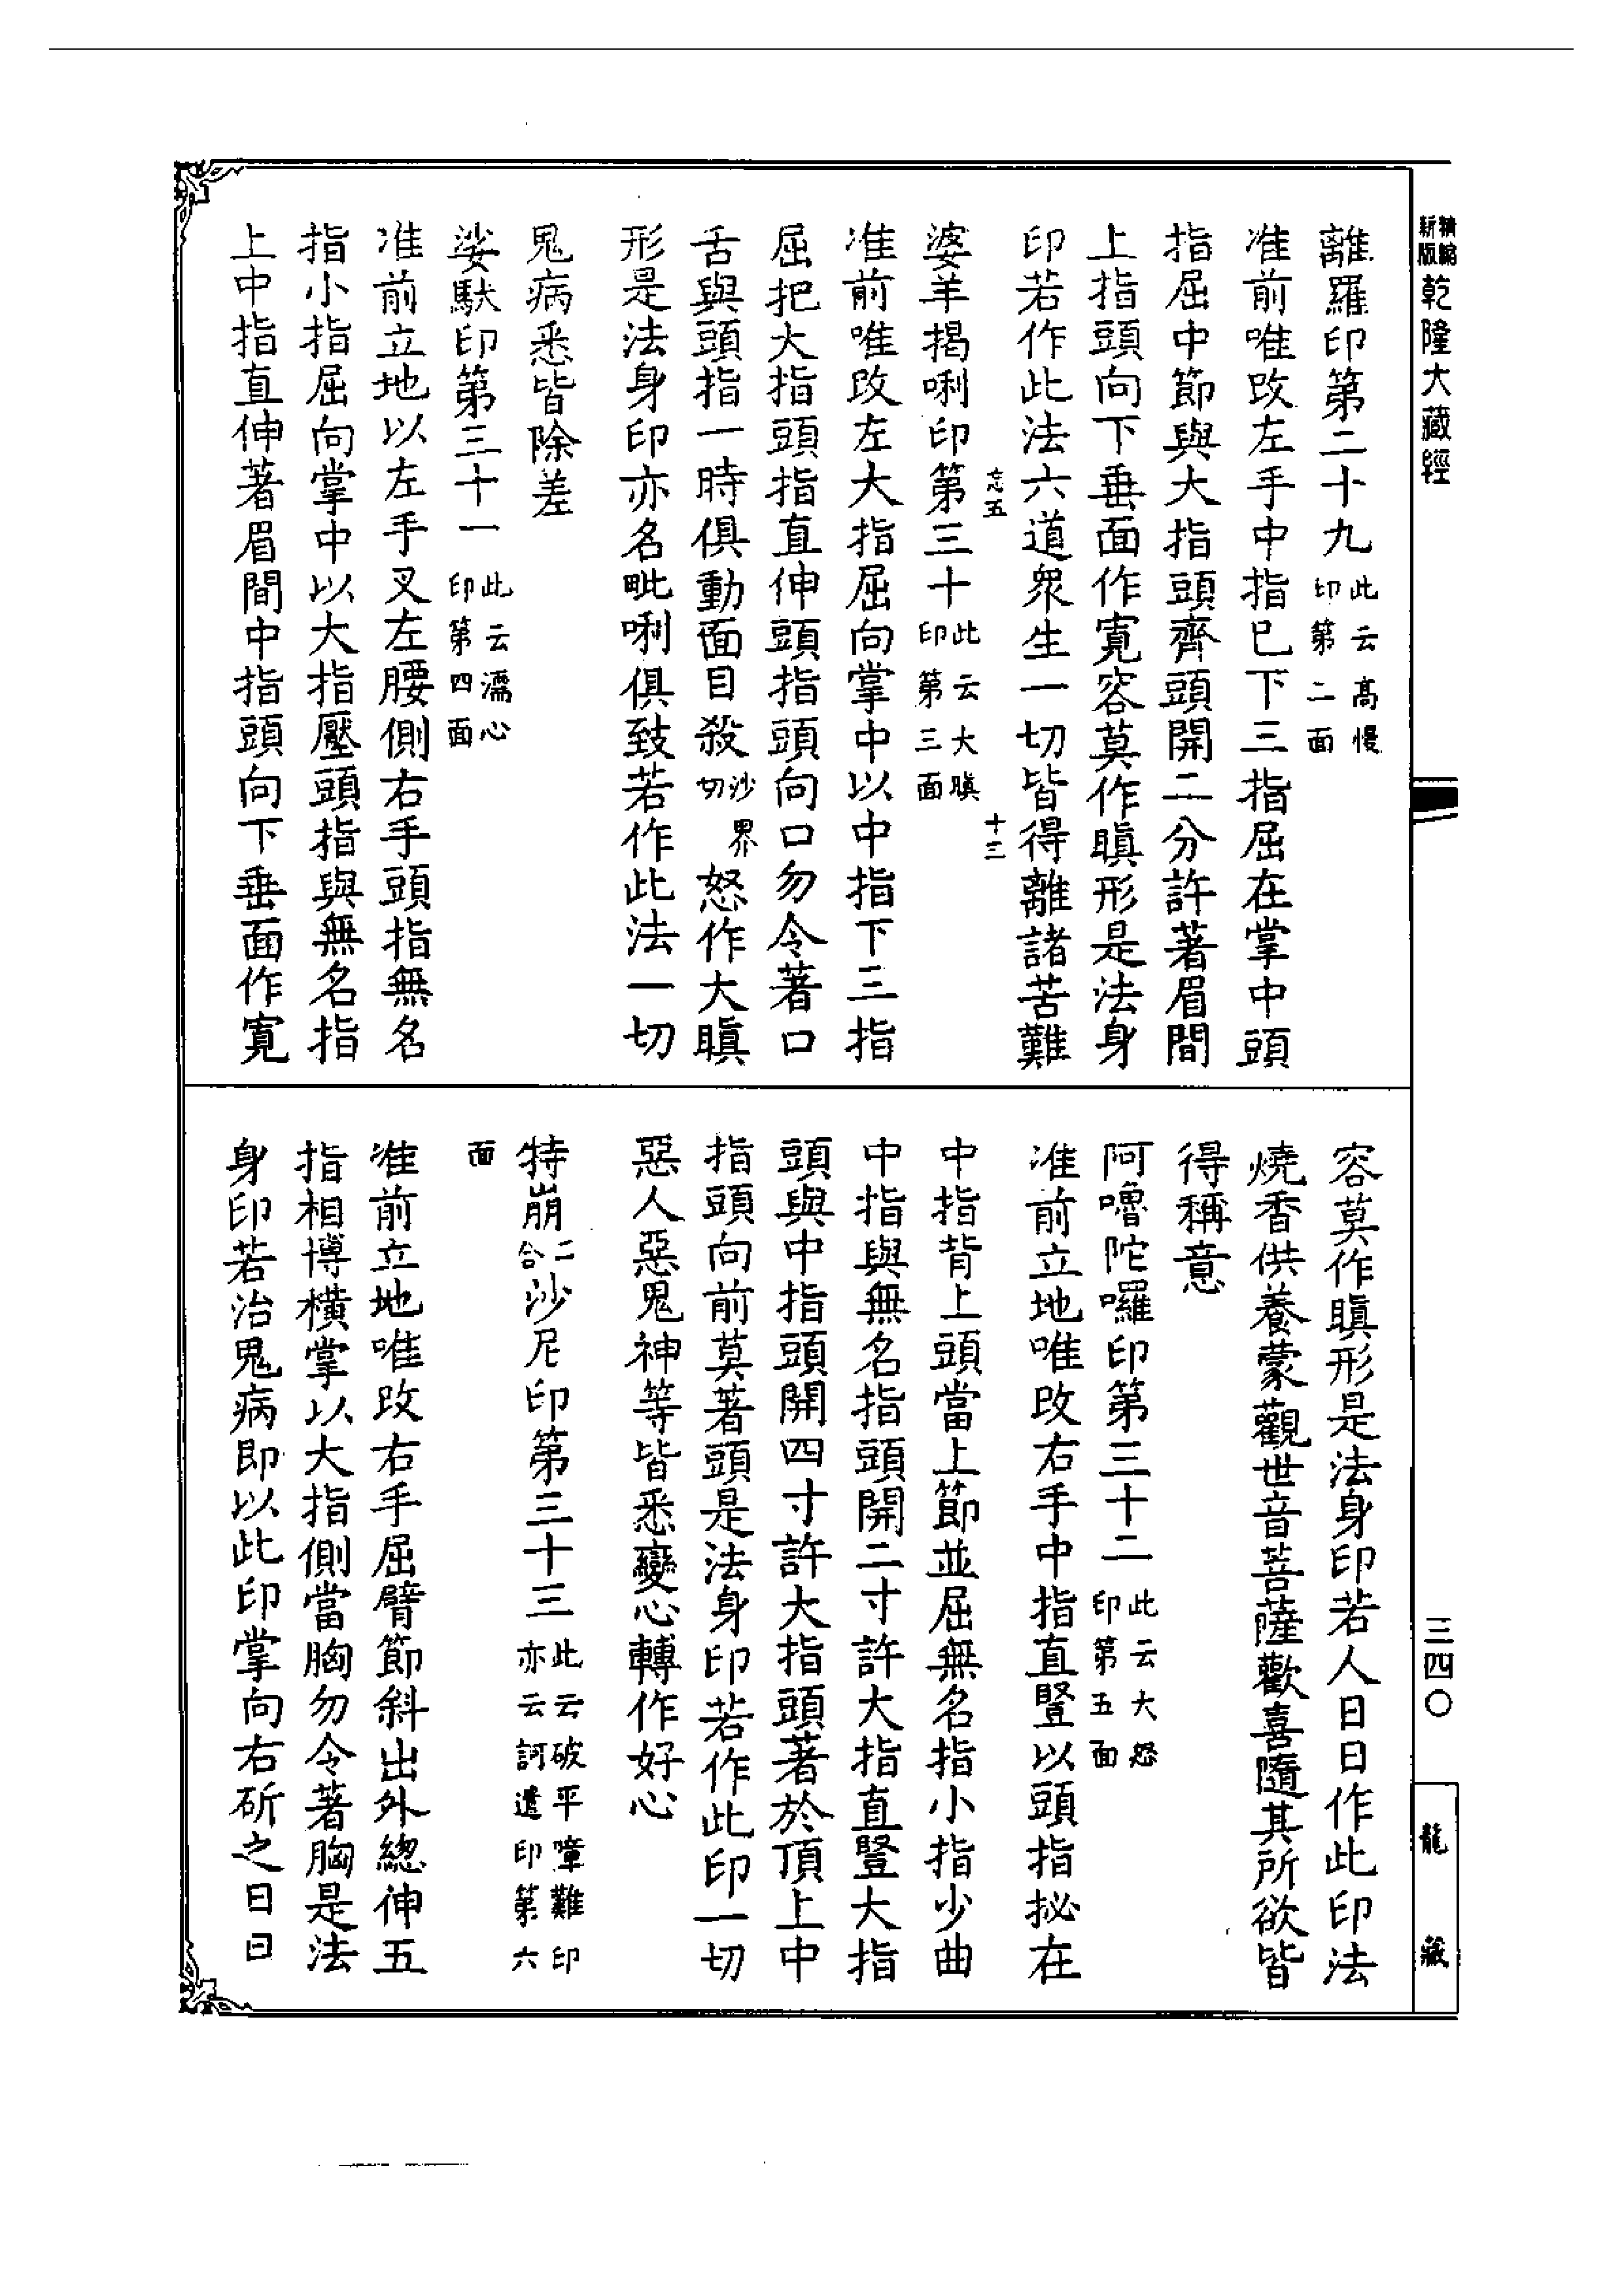 精縮新版乾隆大藏經
三四〇
龍藏
離羅印第二十九此云高慢印第二面
准前唯改左手中指已下三指屈在掌中頭
指屈中節與大指頭齊頭開二分許著眉間
上指頭向下垂面作寬容莫作瞋形是法身
印若作此法六道眾生一切皆得離諸苦難
忘五 十三
婆羊揭唎印第三十此云大瞋印第三面
准前唯改左大指屈向掌中以中指下三指
屈把大指頭指直伸頭指頭向口勿令著口
舌與頭指一時俱動面目殺沙界切怒作大瞋
形是法身印亦名毗唎俱致若作此法一切
鬼病悉皆除差
娑馱印第三十一此云濡心印第四面
准前立地以左手叉左腰側右手頭指無名
指小指屈向掌中以大指壓頭指與無名指
上中指直伸著眉間中指頭向下垂面作寬
容莫作瞋形是法身印若人日日作此印法
燒香供養蒙觀世音菩薩歡喜隨其所欲皆
得稱意
阿嚕陀囉印第三十二此云大怒印第五面
准前立地唯改右手中指直豎以頭指拟在
中指背上頭當上節並屈無名指小指少曲
中指與無名指頭開二寸許大指直豎大指
頭與中指頭開四寸許大指頭著於頂上中
指頭向前莫著頭是法身印若作此印一切
惡人惡鬼神等皆悉變心轉作好心
特崩二合沙尼印第三十三此云破平㢓難印亦云訶遣印第六
面
准前立地唯改右手屈臂節斜出外總伸五
指相博橫掌以大指側當胸勿令著胸是法
身印若治鬼病即以此印掌向右斫之日日